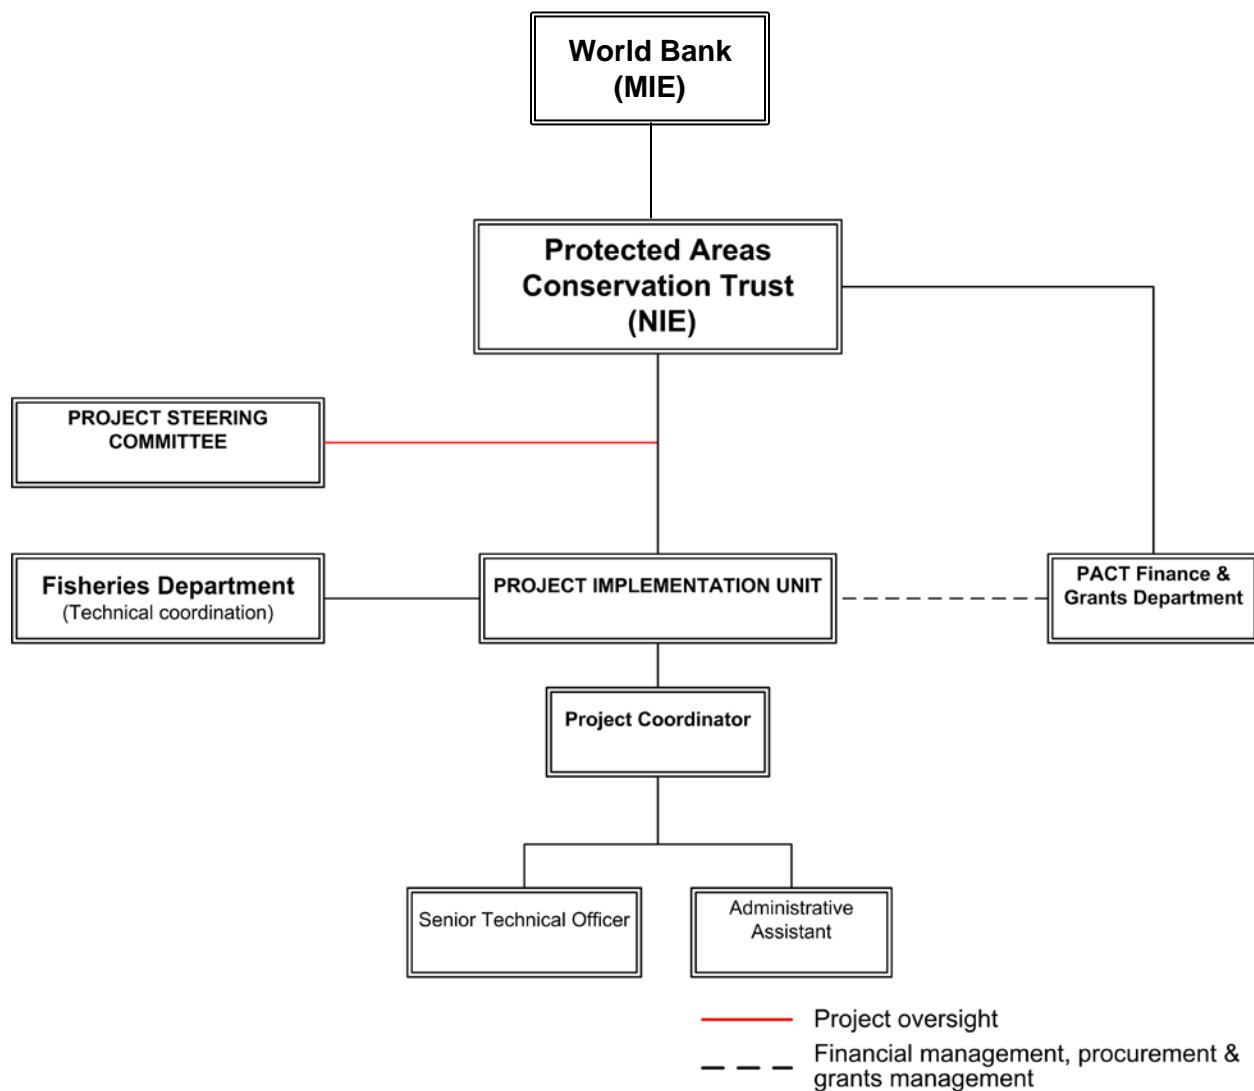 World Bank
(MIE)
Protected Areas
Conservation Trust
(NIE)
PROJECT STEERING
COMMITTEE
Fisheries Department
(Technical coordination)
PROJECT IMPLEMENTATION UNIT
PACT Finance &
Grants Department
Project Coordinator
Senior Technical Officer
Administrative
Assistant
Project oversight
Financial management, procurement &
grants management